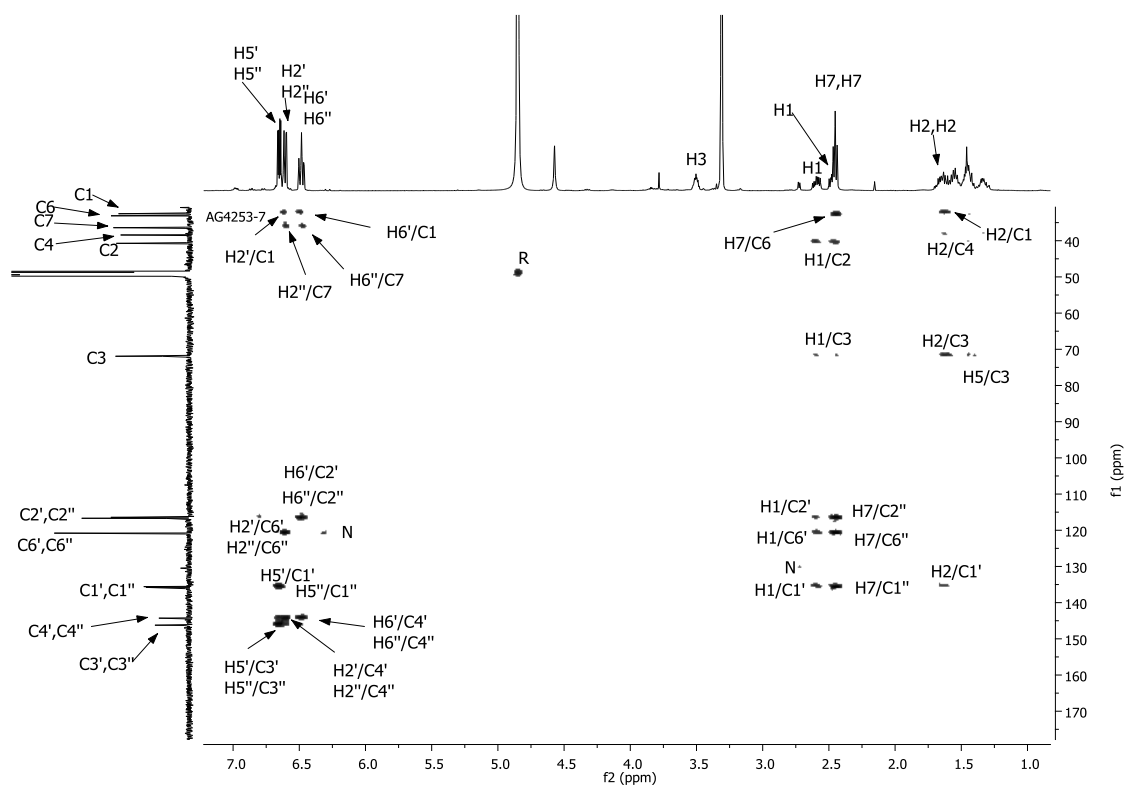 H5'
H5"
H2'
H2"
H6'
H6"
H7,H7
H1
H1
H2,H2
H3
C1
C6
C7
C4
C2
AG4253-7
H6'/C1
H2'/C1
H2"/C7
H6"/C7
R
H7/C6
H1/C2
H2/C4
H2/C1
40
50
60
C3
H1/C3
H2/C3
H5/C3
70
80
90
100
110
120
130
140
150
160
170
f1 (ppm)
H6'/C2'
H6"/C2"
C2',C2"
H2'/C6'
H2"/C6"
N
C6',C6"
H1/C2'
H7/C2"
H1/C6'
H7/C6"
N
H5'/C1'
H5"/C1"
C1',C1"
H1/C1'
H7/C1"
H2/C1'
C4',C4"
H6'/C4'
H6"/C4"
C3',C3"
H5'/C3'
H5"/C3"
H2'/C4'
H2"/C4"
7.0 6.5 6.0 5.5 5.0 4.5 4.0 3.5 3.0 2.5 2.0 1.5 1.0
f2 (ppm)